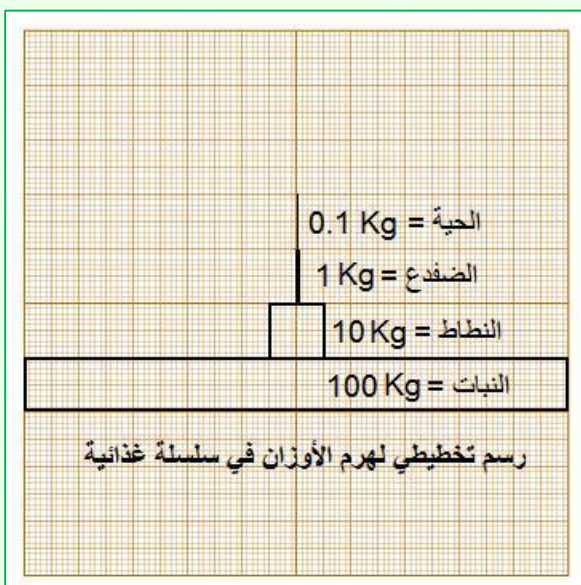 الحية = 0.1 Kg
الضفدع = 1 Kg
النطاط = 10 Kg
النبات = 100 Kg
رسم تخطيطي لهرم الأوزان في سلسلة غذائية